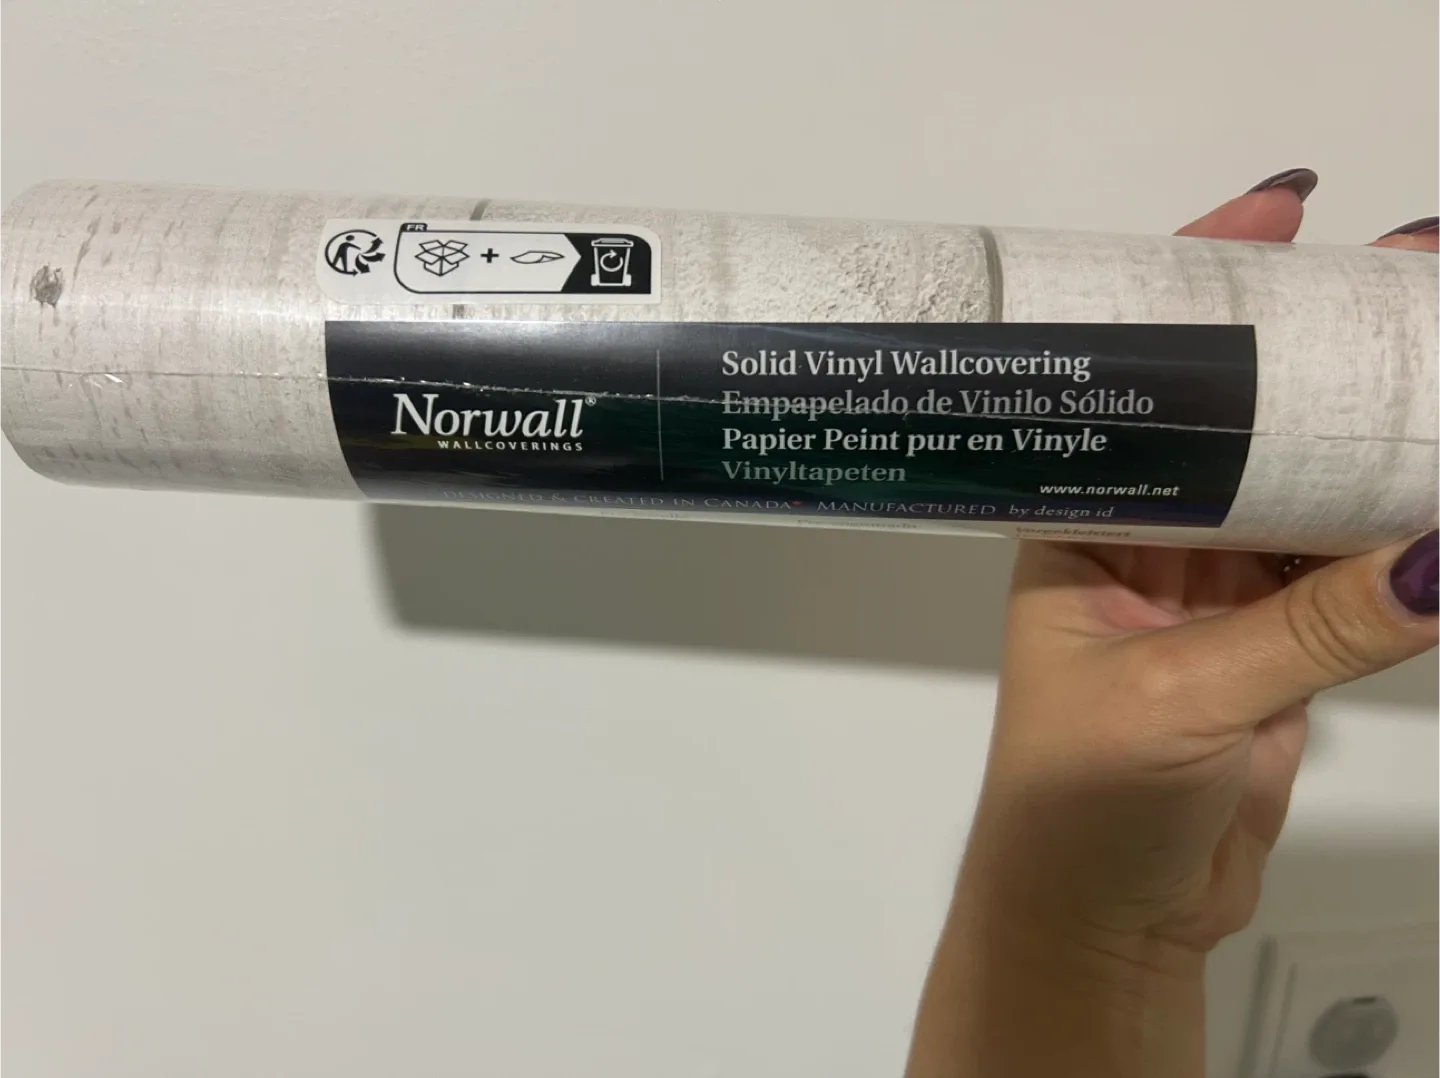 FR
Norwall®
WALLCOVERINGS
Solid Vinyl Wallcovering
Empapelado de Vinilo Sólido
Papier Peint pur en Vinyle
Vinyltapeten
www.norwall.net
DESIGNED & CREATED IN CANADA MANUFACTURED by design id
Vorgekleistert